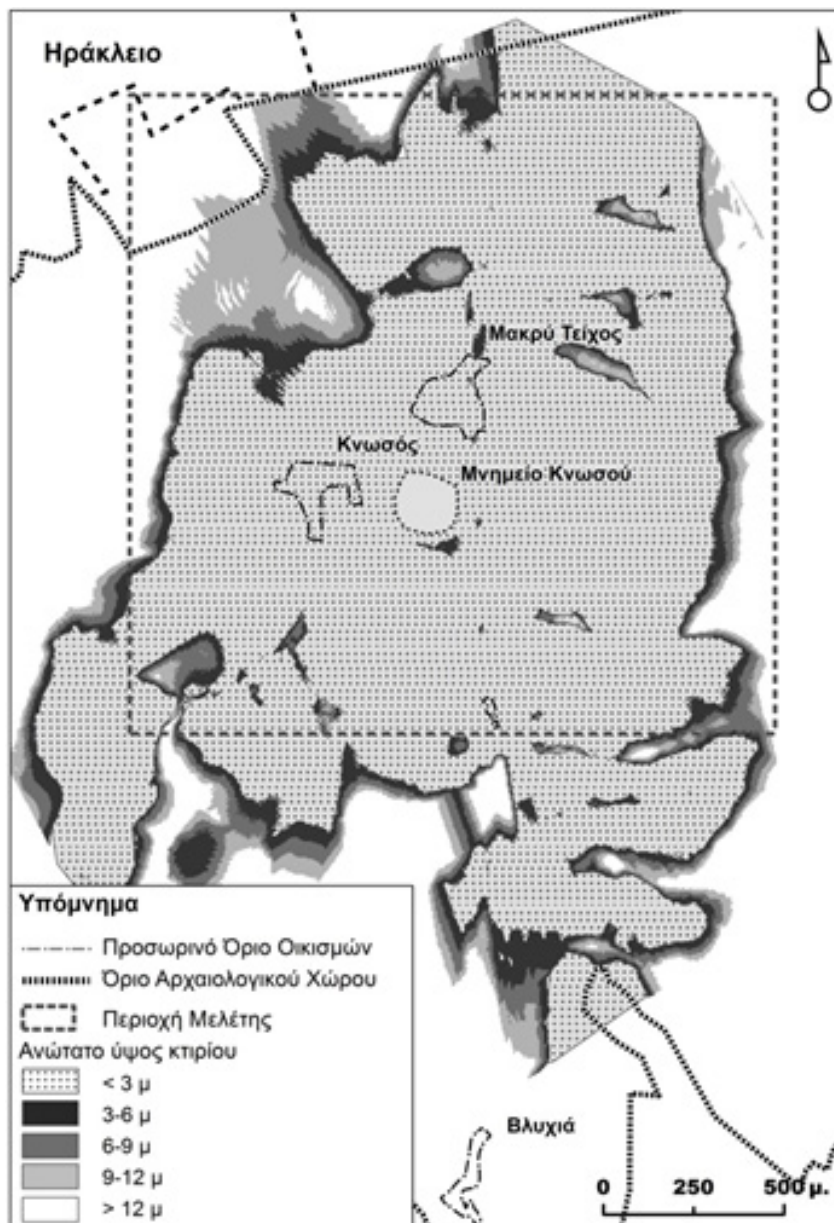 Ηράκλειο
Μακρύ Τείχος
Κνωσός
Μνημείο Κνωσού
Υπόμνημα
Προσωρινό Όριο Οικισμών
Όριο Αρχαιολογικού Χώρου
Περιοχή Μελέτης
Ανώτατο ύψος κτιρίου
< 3 μ
3-6 μ
6-9 μ
9-12 μ
> 12 μ
Βλυχιά
0 250 500 μ.